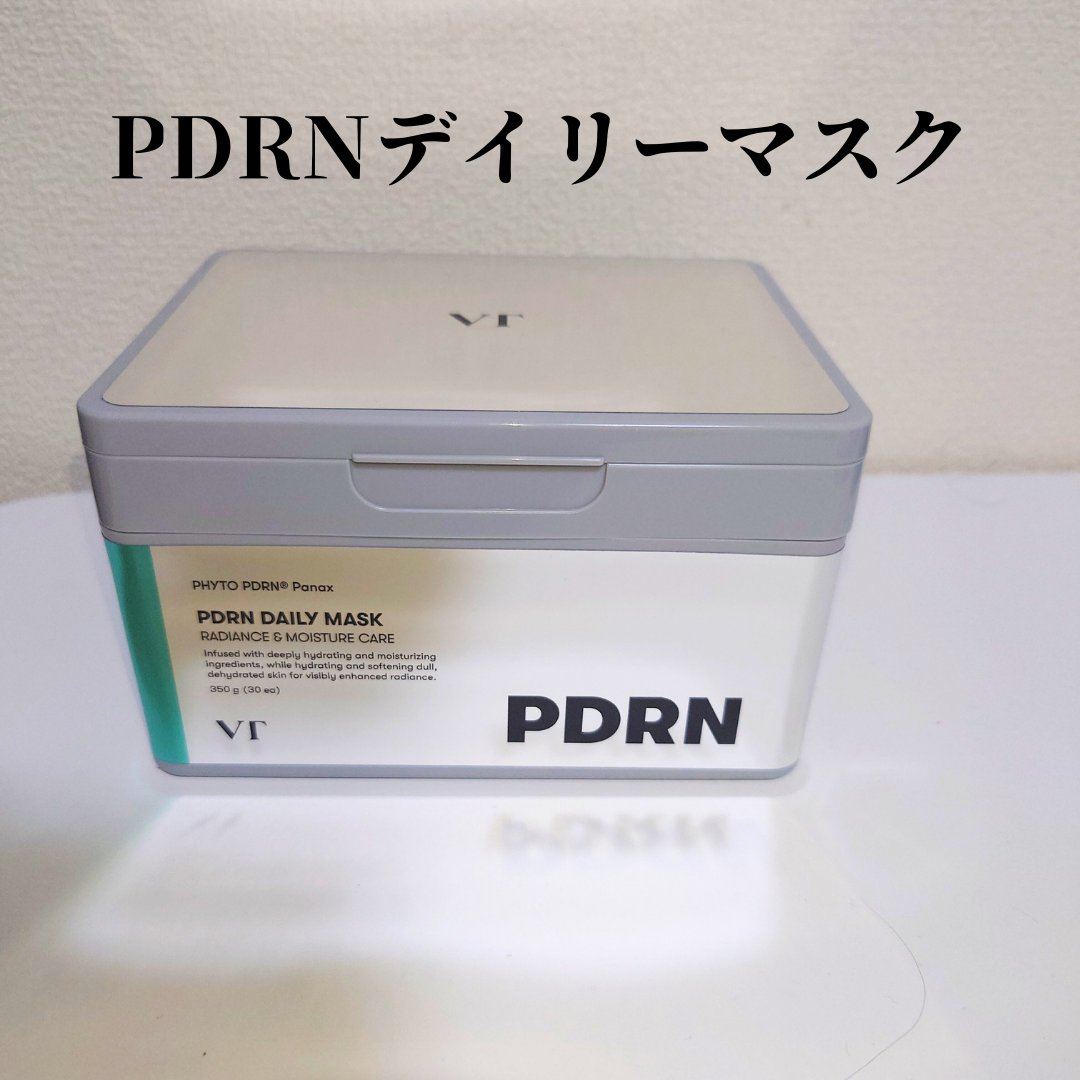 PDRNデイリーマスク
VT
PHYTO PDRN® Panax
PDRN DAILY MASK
RADIANCE & MOISTURE CARE
Infused with deeply hydrating and moisturizing
ingredients, while hydrating and softening dull,
dehydrated skin for visibly enhanced radiance.
350 g (30 ea)
VT
PDRN